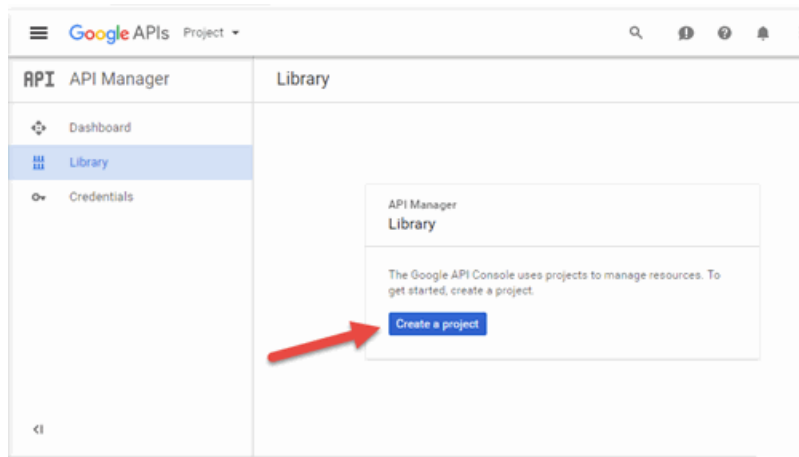 Google APIs Project
API API Manager
Library
Dashboard
Library
Credentials
API Manager
Library
The Google API Console uses projects to manage resources. To
get started, create a project.
Create a project